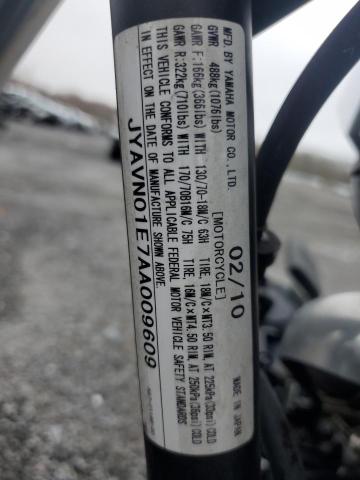 MFD.BY YAMAHA MOTOR CO.,LTD. 02/10 MADE IN JAPAN
GVWR 488kg(1076lbs) [MOTORCYCLE]
GAWR F:166kg(366lbs)WITH 130/70-18M/C 63H TIRE, 18M/C×MT3.50 RIM, AT 225kPa(33psi)COLD
GAWR R:322kg(710lbs)WITH 170/70B16M/C 75H TIRE, 16M/C×MT4.50 RIM, AT 250kPa(36psi)COLD
THIS VEHICLE CONFORMS TO ALL APPLICABLE FEDERAL MOTOR VEHICLE SAFETY STANDARDS
IN EFFECT ON THE DATE OF MANUFACTURE SHOWN ABOVE.
JYAVN01E7AA009609